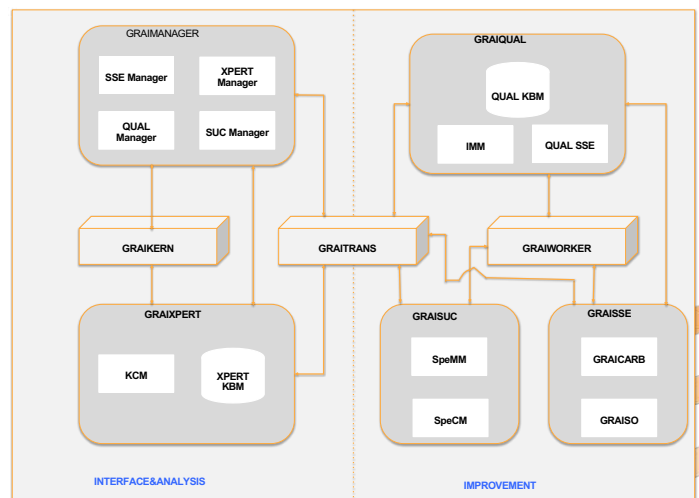 GRAIMANAGER
SSE Manager
XPERT
Manager
QUAL
Manager
SUC Manager
GRAIQUAL
QUAL KBM
IMM
QUAL SSE
GRAIKERN
GRAITRANS
GRAIWORKER
GRAIXPERT
KCM
XPERT
KBM
GRAISUC
SpeMM
SpeCM
GRAISSE
GRAICARB
GRAISO
INTERFACE&ANALYSIS
IMPROVEMENT